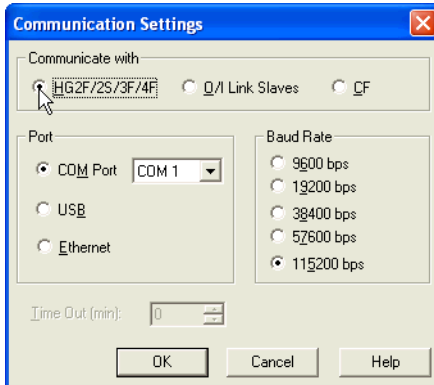 Communication Settings
Communicate with
HG2F/2S/3F/4F O/I Link Slaves CF
Port
COM Port COM 1
USB
Ethernet
Baud Rate
9600 bps
19200 bps
38400 bps
57600 bps
115200 bps
Time Out (min): 0
OK Cancel Help